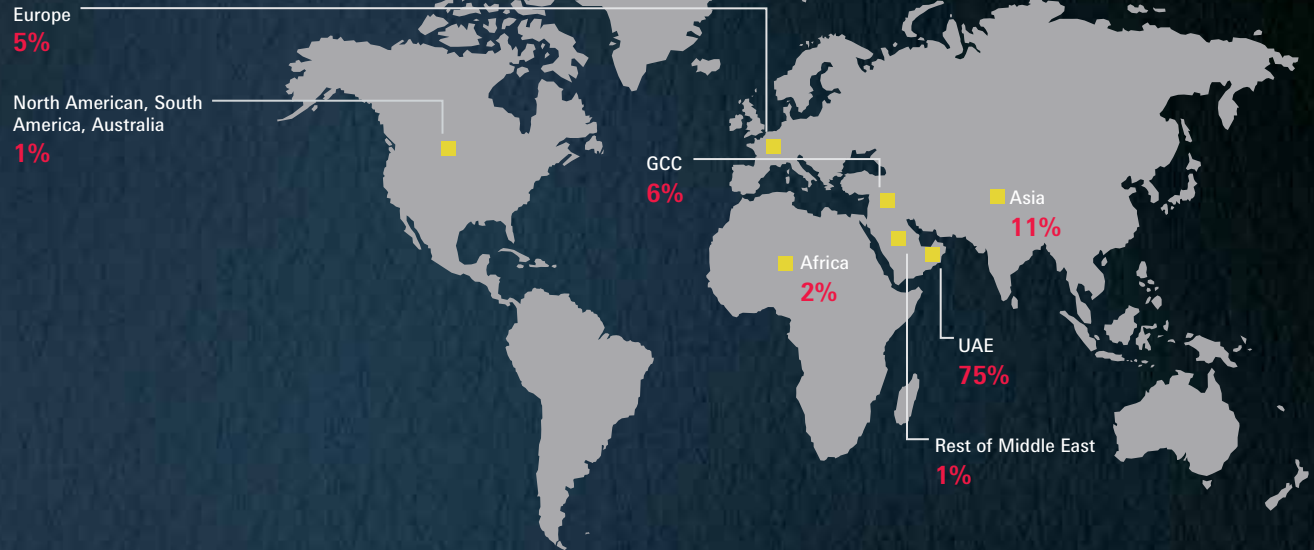 Europe
5%
North American, South
America, Australia
1%
GCC
6%
Asia
11%
Africa
2%
UAE
75%
Rest of Middle East
1%